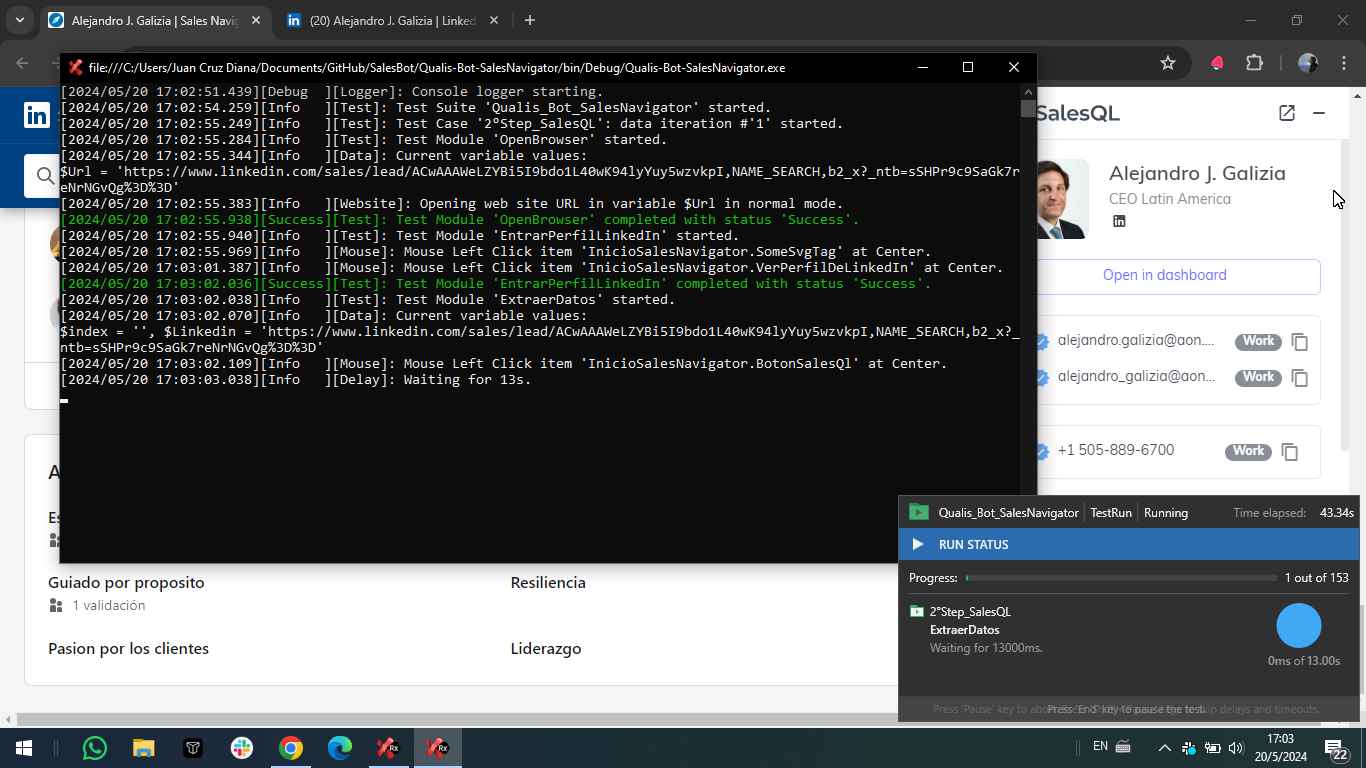 Alejandro J. Galizia | Sales Navig
(20) Alejandro J. Galizia | Linked
file:///C:/Users/Juan Cruz Diana/Documents/GitHub/SalesBot/Qualis-Bot-SalesNavigator/bin/Debug/Qualis-Bot-SalesNavigator.exe
[2024/05/20 17:02:51.439][Debug  ][Logger]: Console logger starting.
[2024/05/20 17:02:54.259][Info   ][Test]: Test Suite 'Qualis_Bot_SalesNavigator' started.
[2024/05/20 17:02:55.249][Info   ][Test]: Test Case '2ºStep_SalesQL': data iteration #'1' started.
[2024/05/20 17:02:55.284][Info   ][Test]: Test Module 'OpenBrowser' started.
[2024/05/20 17:02:55.344][Info   ][Data]: Current variable values:
$Url = 'https://www.linkedin.com/sales/lead/ACwAAAWeLZYBi5I9bdo1L40wK94lyYuy5wzvkpI,NAME_SEARCH,b2_x?_ntb=sSHPr9c9SaGk7r
eNrNGvQg%3D%3D'
[2024/05/20 17:02:55.383][Info   ][Website]: Opening web site URL in variable $Url in normal mode.
[2024/05/20 17:02:55.938][Success][Test]: Test Module 'OpenBrowser' completed with status 'Success'.
[2024/05/20 17:02:55.940][Info   ][Test]: Test Module 'EntrarPerfilLinkedIn' started.
[2024/05/20 17:02:55.969][Info   ][Mouse]: Mouse Left Click item 'InicioSalesNavigator.SomeSvgTag' at Center.
[2024/05/20 17:03:01.387][Info   ][Mouse]: Mouse Left Click item 'InicioSalesNavigator.VerPerfilDeLinkedIn' at Center.
[2024/05/20 17:03:02.036][Success][Test]: Test Module 'EntrarPerfilLinkedIn' completed with status 'Success'.
[2024/05/20 17:03:02.038][Info   ][Test]: Test Module 'ExtraerDatos' started.
[2024/05/20 17:03:02.070][Info   ][Data]: Current variable values:
$index = '', $Linkedin = 'https://www.linkedin.com/sales/lead/ACwAAAWeLZYBi5I9bdo1L40wK94lyYuy5wzvkpI,NAME_SEARCH,b2_x?_
ntb=sSHPr9c9SaGk7reNrNGvQg%3D%3D'
[2024/05/20 17:03:02.109][Info   ][Mouse]: Mouse Left Click item 'InicioSalesNavigator.BotonSalesQl' at Center.
[2024/05/20 17:03:03.038][Info   ][Delay]: Waiting for 13s.
in
SalesQL
Alejandro J. Galizia
CEO Latin America
in
Open in dashboard
alejandro.galizia@aon.... Work
alejandro_galizia@aon... Work
+1 505-889-6700 Work
A
Es
Guiado por proposito
1 validación
Resiliencia
Pasion por los clientes
Liderazgo
Qualis_Bot_SalesNavigator TestRun Running Time elapsed: 43.34s
RUN STATUS
Progress: 1 out of 153
2°Step_SalesQL
ExtraerDatos
Waiting for 13000ms.
0ms of 13.00s
Press 'End' key to pause the test.
EN
17:03
20/5/2024
22